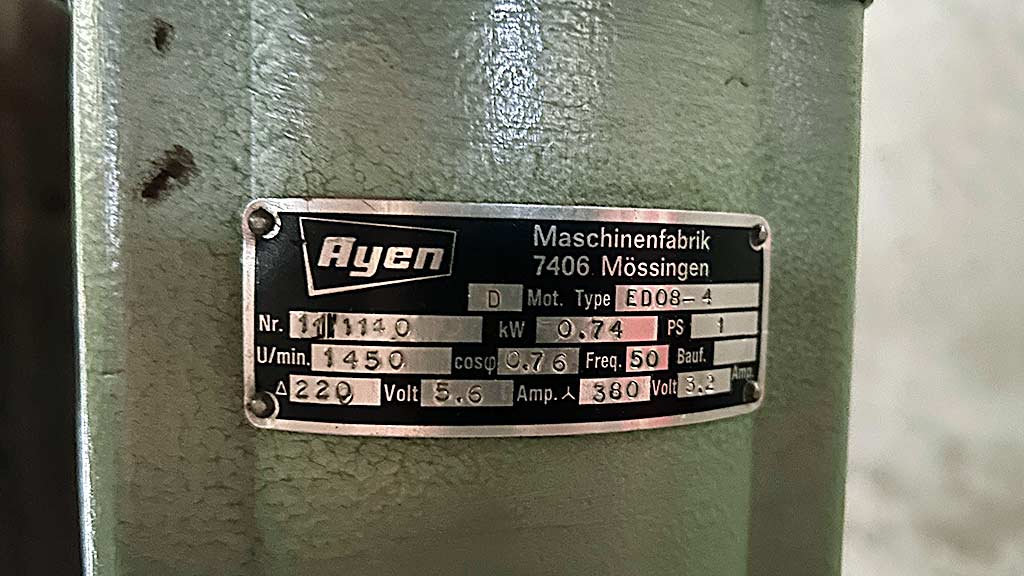 Ayen
Maschinenfabrik
7406 Mössingen
D Mot. Type ED08-4
Nr. kW 0.74 PS 1
U/min. 1450 cosφ 0.76 Freq. 50 Bauf.
Δ 220 Volt 5.6 Amp. ⅄ 380 Volt 3.2 Amp.